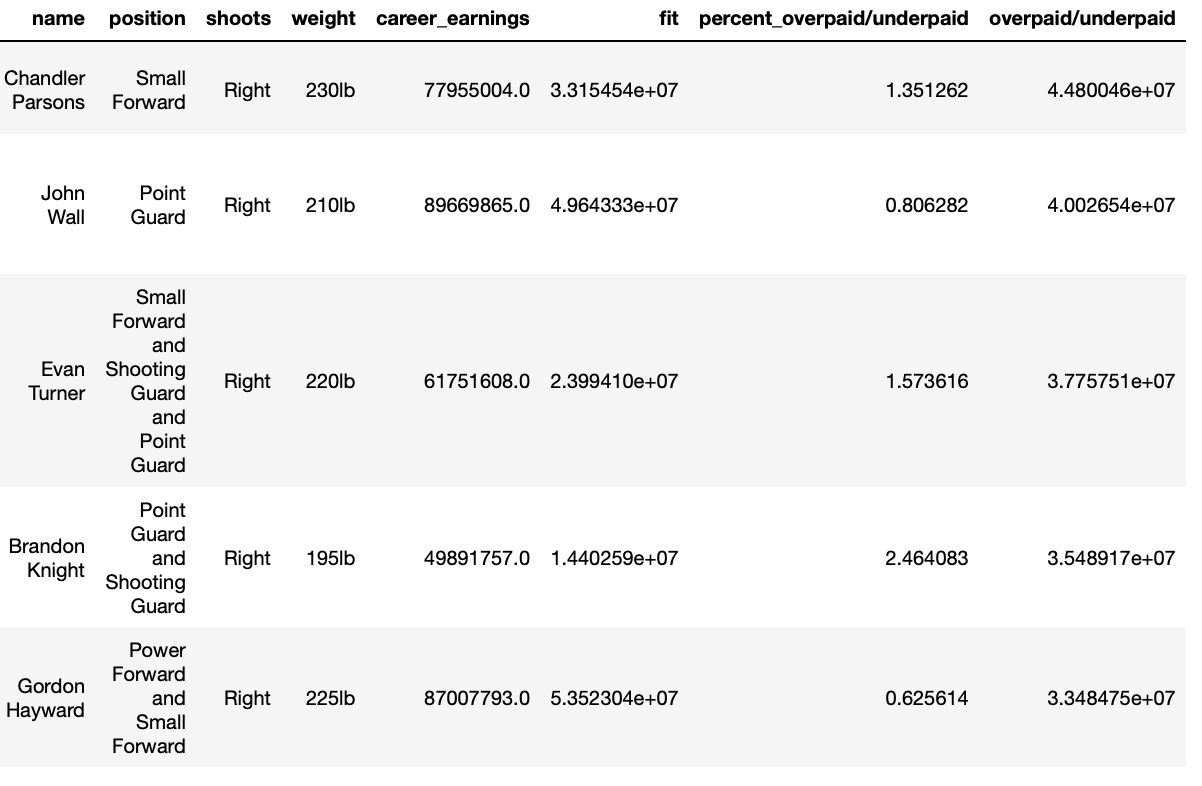 name position shoots weight career_earnings fit percent_overpaid/underpaid overpaid/underpaid
Chandler Small
Parsons Forward Right 230lb 77955004.0 3.315454e+07 1.351262 4.480046e+07
John Point
Wall Guard Right 210lb 89669865.0 4.964333e+07 0.806282 4.002654e+07
Small
Forward
and
Evan Shooting
Turner Guard Right 220lb 61751608.0 2.399410e+07 1.573616 3.775751e+07
and
Point
Guard
Point
Guard
Brandon and
Knight Shooting Right 195lb 49891757.0 1.440259e+07 2.464083 3.548917e+07
Guard
Power
Forward
Gordon and
Hayward Small Right 225lb 87007793.0 5.352304e+07 0.625614 3.348475e+07
Forward